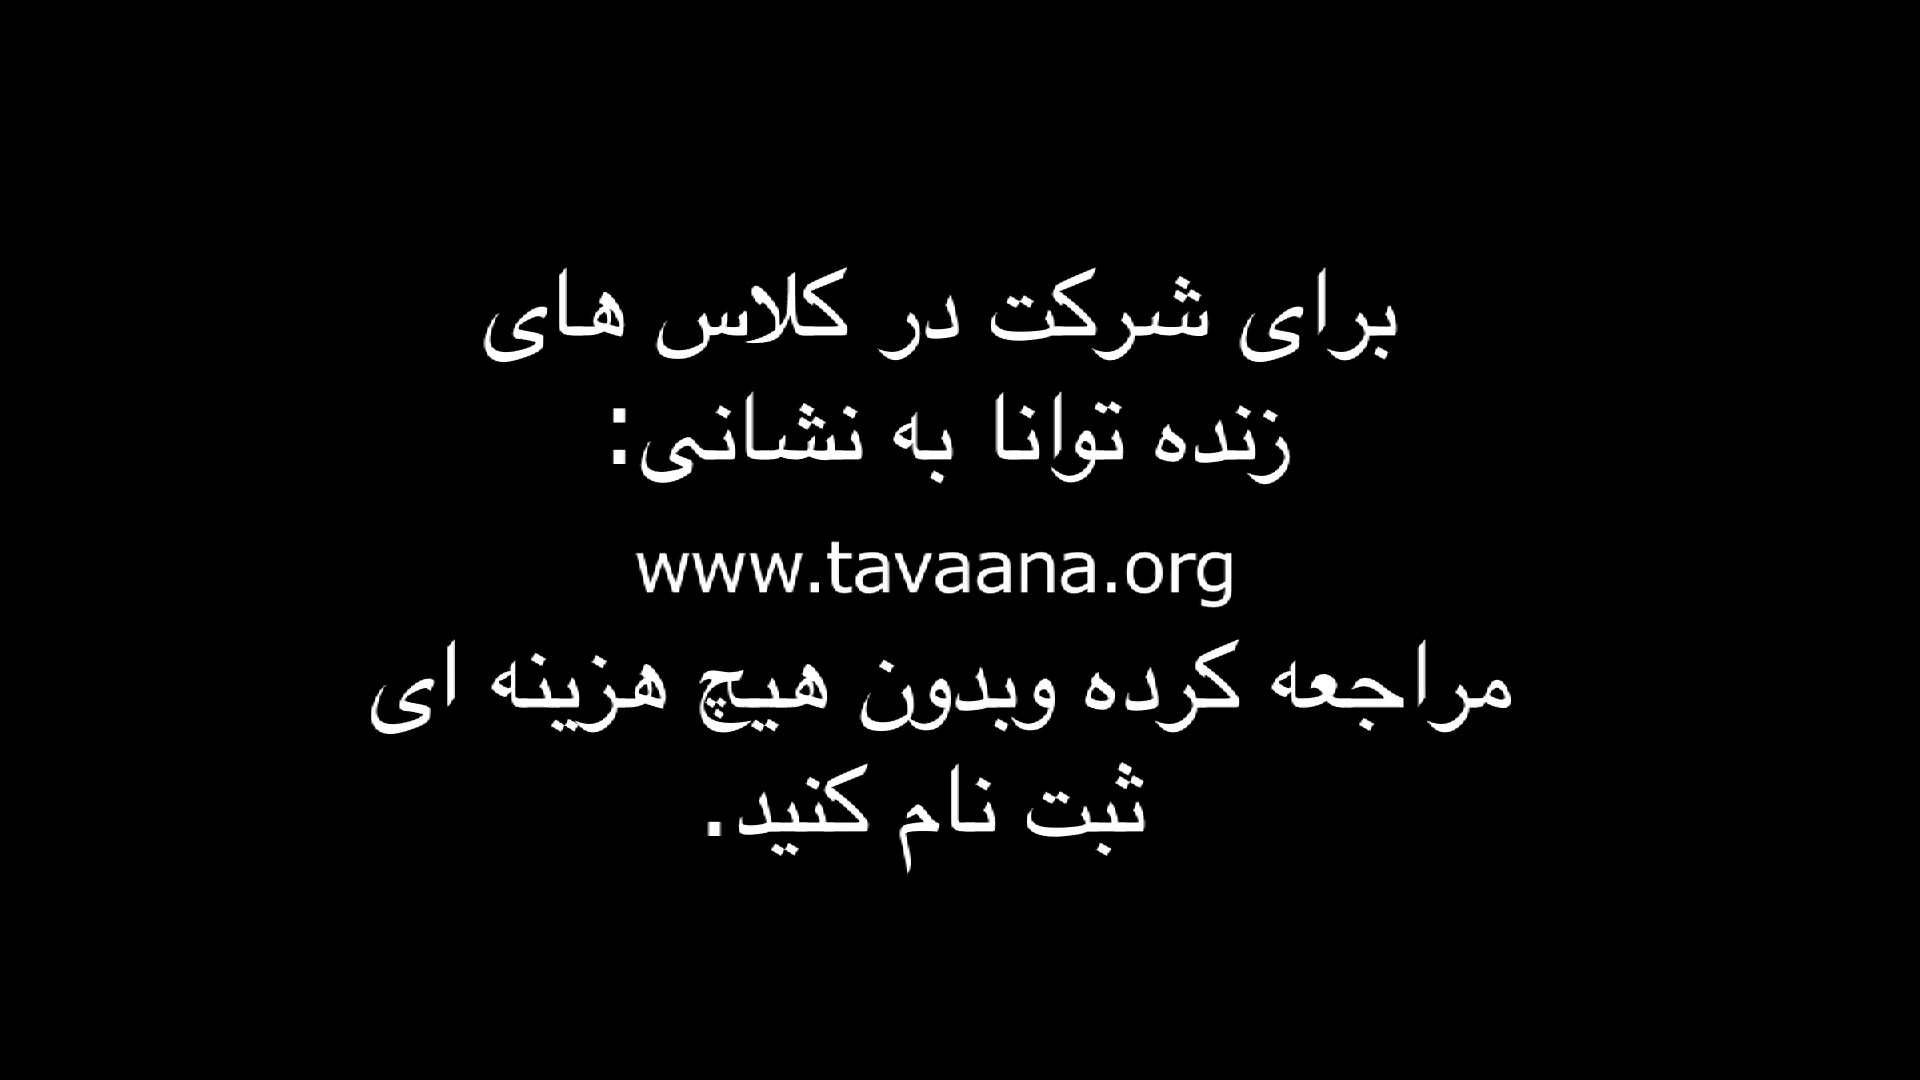 برای شرکت در کلاس های
زنده توانا به نشانی:
www.tavaana.org
مراجعه کرده وبدون هیچ هزینه ای
ثبت نام کنید.